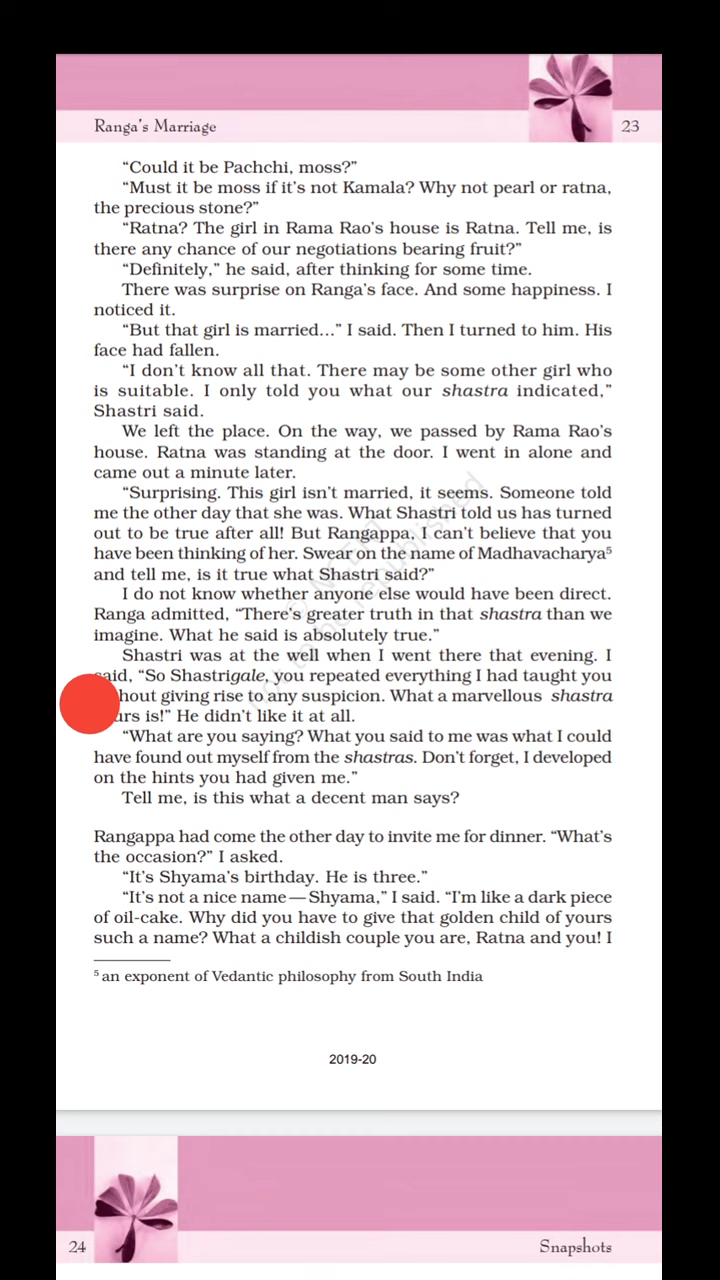 Ranga's Marriage
23
"Could it be Pachchi, moss?"
"Must it be moss if it's not Kamala? Why not pearl or ratna,
the precious stone?"
"Ratna? The girl in Rama Rao's house is Ratna. Tell me, is
there any chance of our negotiations bearing fruit?"
"Definitely," he said, after thinking for some time.
There was surprise on Ranga's face. And some happiness. I
noticed it.
"But that girl is married..." I said. Then I turned to him. His
face had fallen.
"I don't know all that. There may be some other girl who
is suitable. I only told you what our shastra indicated,"
Shastri said.
We left the place. On the way, we passed by Rama Rao's
house. Ratna was standing at the door. I went in alone and
came out a minute later.
"Surprising. This girl isn't married, it seems. Someone told
me the other day that she was. What Shastri told us has turned
out to be true after all! But Rangappa, I can't believe that you
have been thinking of her. Swear on the name of Madhavacharya⁵
and tell me, is it true what Shastri said?"
I do not know whether anyone else would have been direct.
Ranga admitted, "There's greater truth in that shastra than we
imagine. What he said is absolutely true."
Shastri was at the well when I went there that evening. I
said, "So Shastrigale, you repeated everything I had taught you
hout giving rise to any suspicion. What a marvellous shastra
urs is!" He didn't like it at all.
"What are you saying? What you said to me was what I could
have found out myself from the shastras. Don't forget, I developed
on the hints you had given me."
Tell me, is this what a decent man says?
Rangappa had come the other day to invite me for dinner. "What's
the occasion?" I asked.
"It's Shyama's birthday. He is three."
"It's not a nice name—Shyama," I said. "I'm like a dark piece
of oil-cake. Why did you have to give that golden child of yours
such a name? What a childish couple you are, Ratna and you! I
⁵ an exponent of Vedantic philosophy from South India
© NCERT
not to be republished
2019-20
24
Snapshots